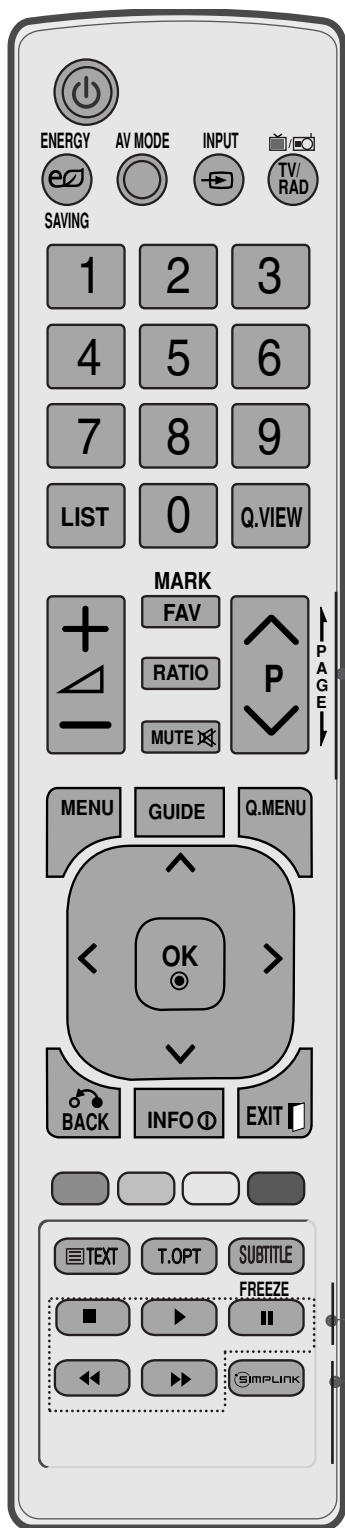 ENERGY AV MODE INPUT
TV/
RAD
SAVING
1 2 3
4 5 6
7 8 9
LIST 0 Q.VIEW
MARK
FAV
RATIO P
MUTE
PAGE
MENU GUIDE Q.MENU
OK
BACK INFO EXIT
TEXT T.OPT SUBTITLE
FREEZE
SIMPLINK